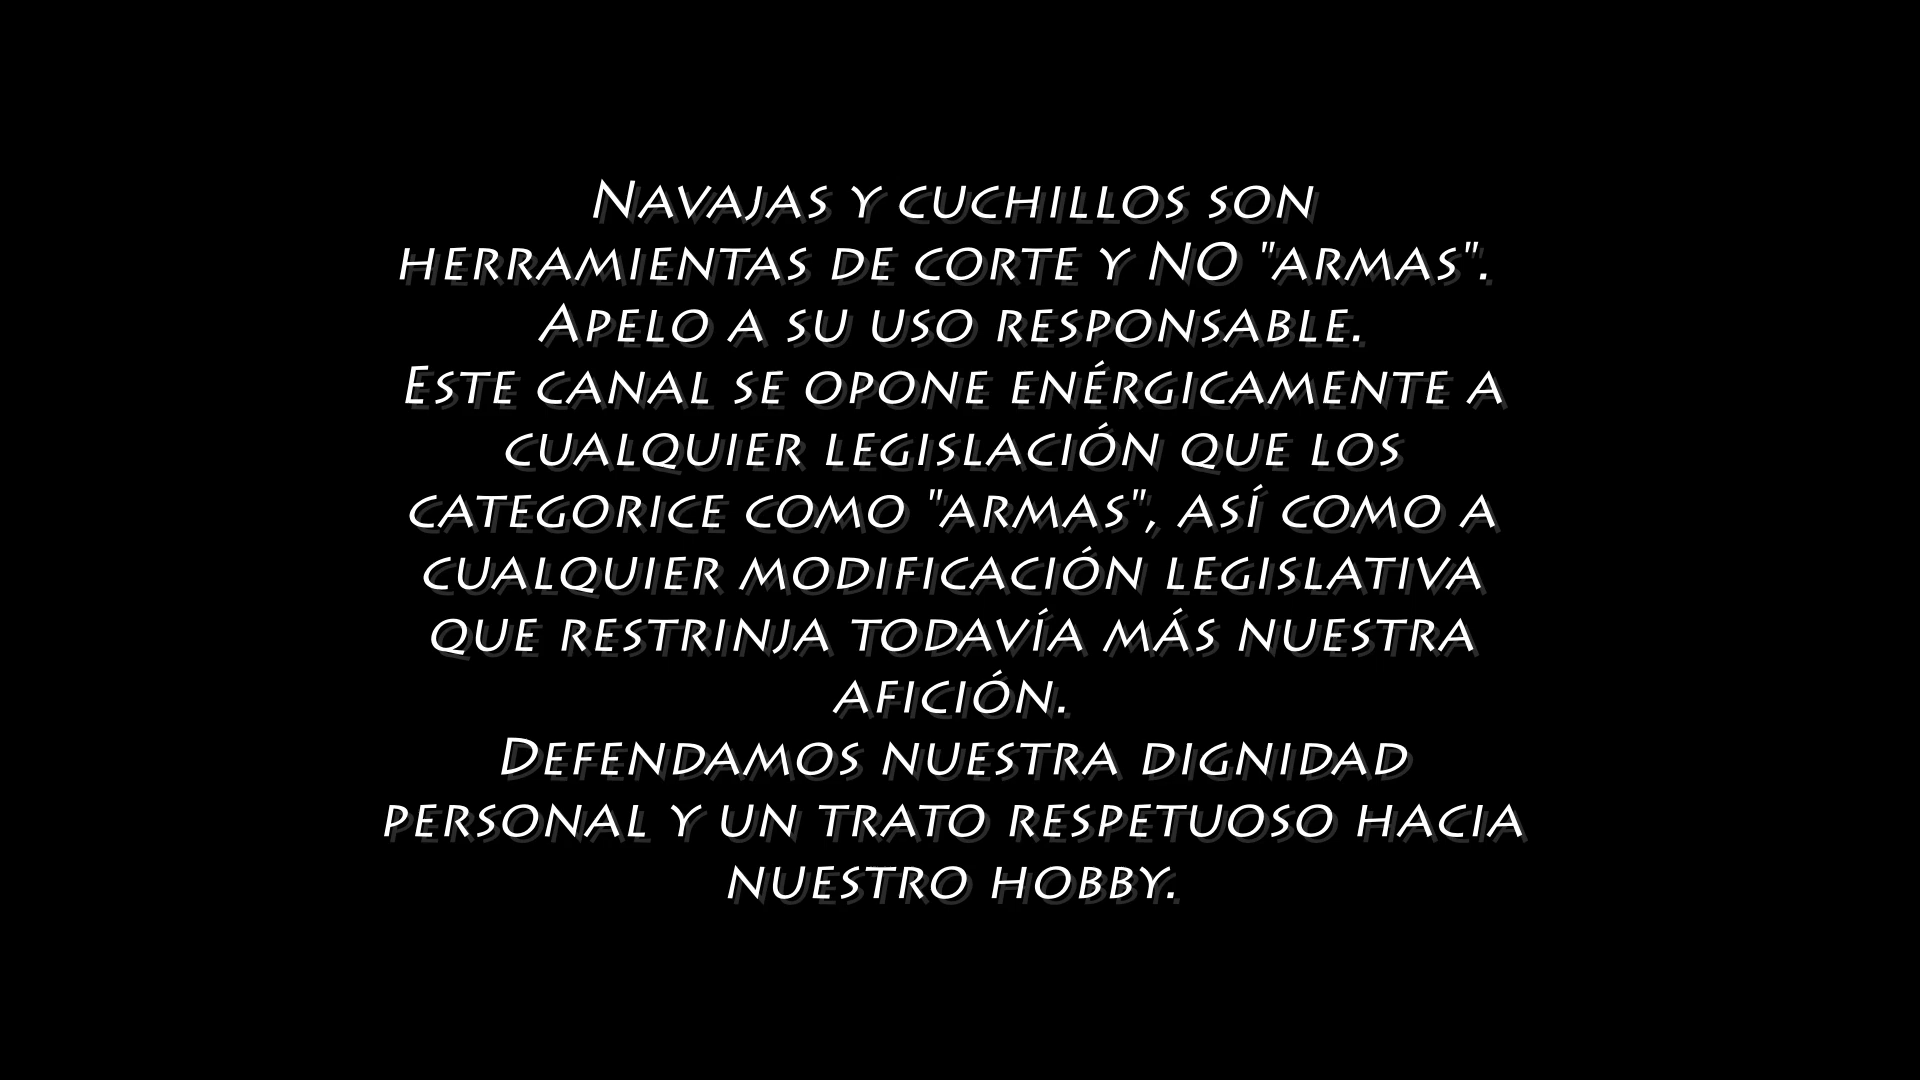 Navajas y cuchillos son
herramientas de corte y NO "armas".
Apelo a su uso responsable.
Este canal se opone enérgicamente a
cualquier legislación que los
categorice como "armas", así como a
cualquier modificación legislativa
que restrinja todavía más nuestra
afición.
Defendamos nuestra dignidad
personal y un trato respetuoso hacia
nuestro hobby.